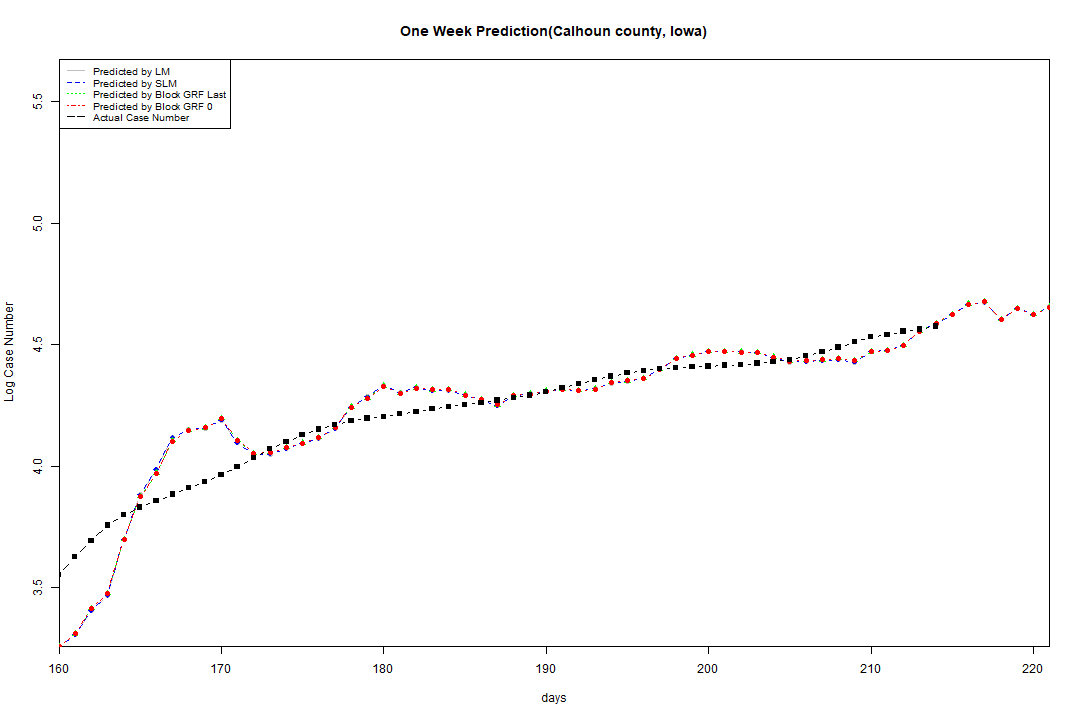 One Week Prediction(Calhoun county, Iowa)
Predicted by LM
Predicted by SLM
Predicted by Block GRF Last
Predicted by Block GRF 0
Actual Case Number
5.5
5.0
4.5
4.0
3.5
Log Case Number
160 170 180 190 200 210 220
days